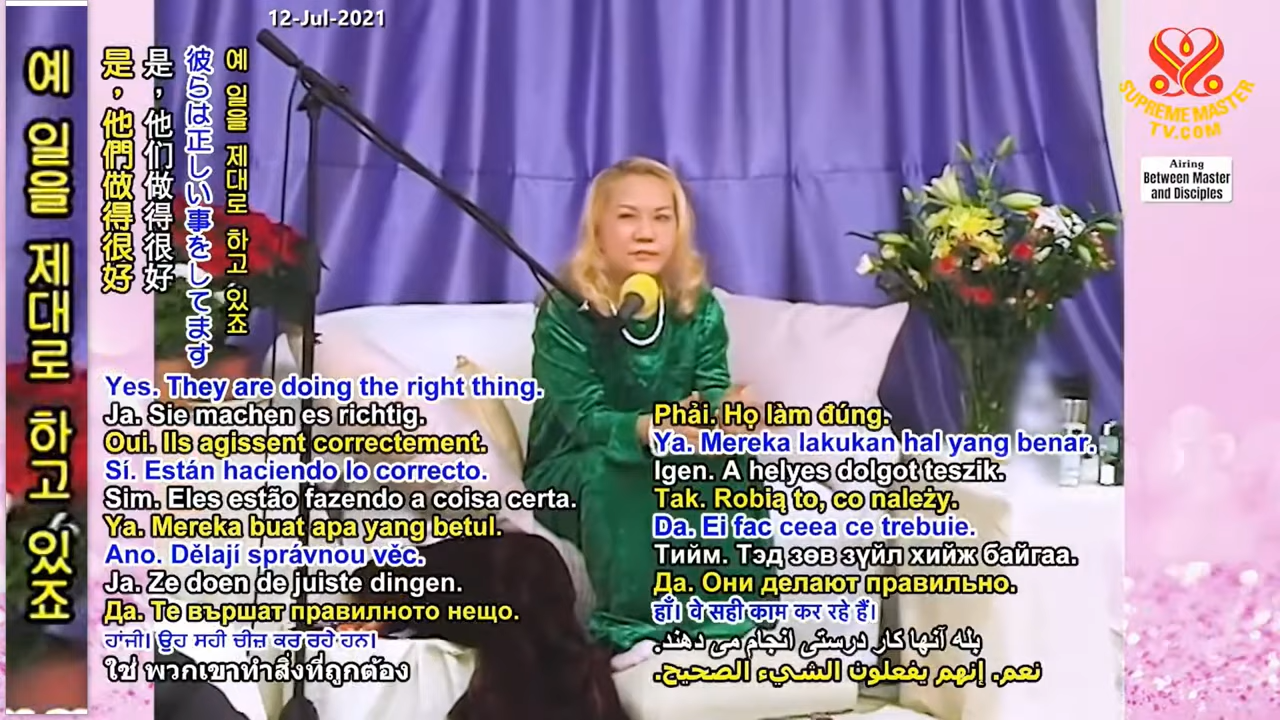 12-Jul-2021
SUPREME MASTER
TV.COM
Airing
Between Master
and Disciples
예 일을 제대로 하고 있죠
是，他們做得很好
是，他们做得很好
彼らは正しい事をしてます
예 일을 제대로 하고 있죠
Yes. They are doing the right thing.
Ja. Sie machen es richtig.
Oui. Ils agissent correctement.
Sí. Están haciendo lo correcto.
Sim. Eles estão fazendo a coisa certa.
Ya. Mereka buat apa yang betul.
Ano. Dělají správnou věc.
Ja. Ze doen de juiste dingen.
Да. Те вършат правилното нещо.
ਹਾਂਜੀ। ਉਹ ਸਹੀ ਚੀਜ਼ ਕਰ ਰਹੇ ਹਨ।
ใช่ พวกเขาทำสิ่งที่ถูกต้อง
Phải. Họ làm đúng.
Ya. Mereka lakukan hal yang benar.
Igen. A helyes dolgot teszik.
Tak. Robią to, co należy.
Da. Ei fac ceea ce trebuie.
Тийм. Тэд зөв зүйл хийж байгаа.
Да. Они делают правильно.
हाँ। वे सही काम कर रहे हैं।
بله آنها کار درستی انجام می دهند.
نعم. إنهم يفعلون الشيء الصحيح.